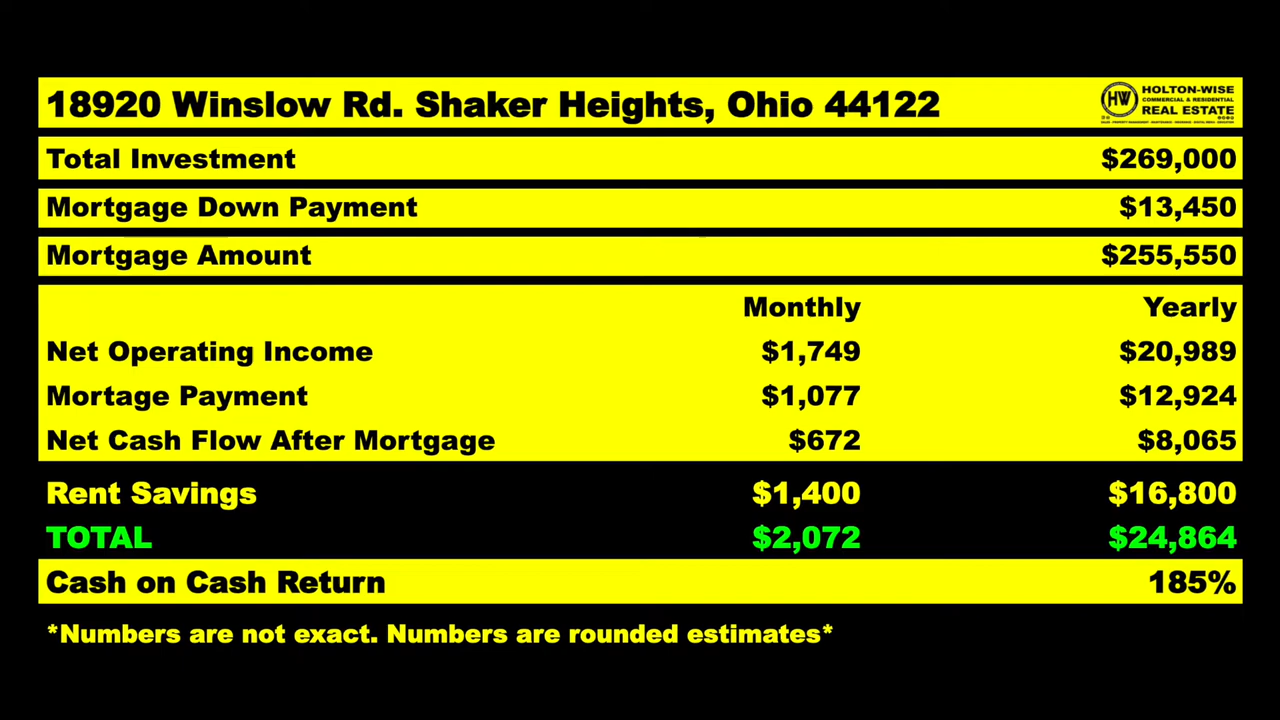 18920 Winslow Rd. Shaker Heights, Ohio 44122
HW
HOLTON-WISE
COMMERCIAL & RESIDENTIAL
REAL ESTATE
Total Investment $269,000
Mortgage Down Payment $13,450
Mortgage Amount $255,550
Monthly Yearly
Net Operating Income $1,749 $20,989
Mortage Payment $1,077 $12,924
Net Cash Flow After Mortgage $672 $8,065
Rent Savings $1,400 $16,800
TOTAL $2,072 $24,864
Cash on Cash Return 185%
*Numbers are not exact. Numbers are rounded estimates*